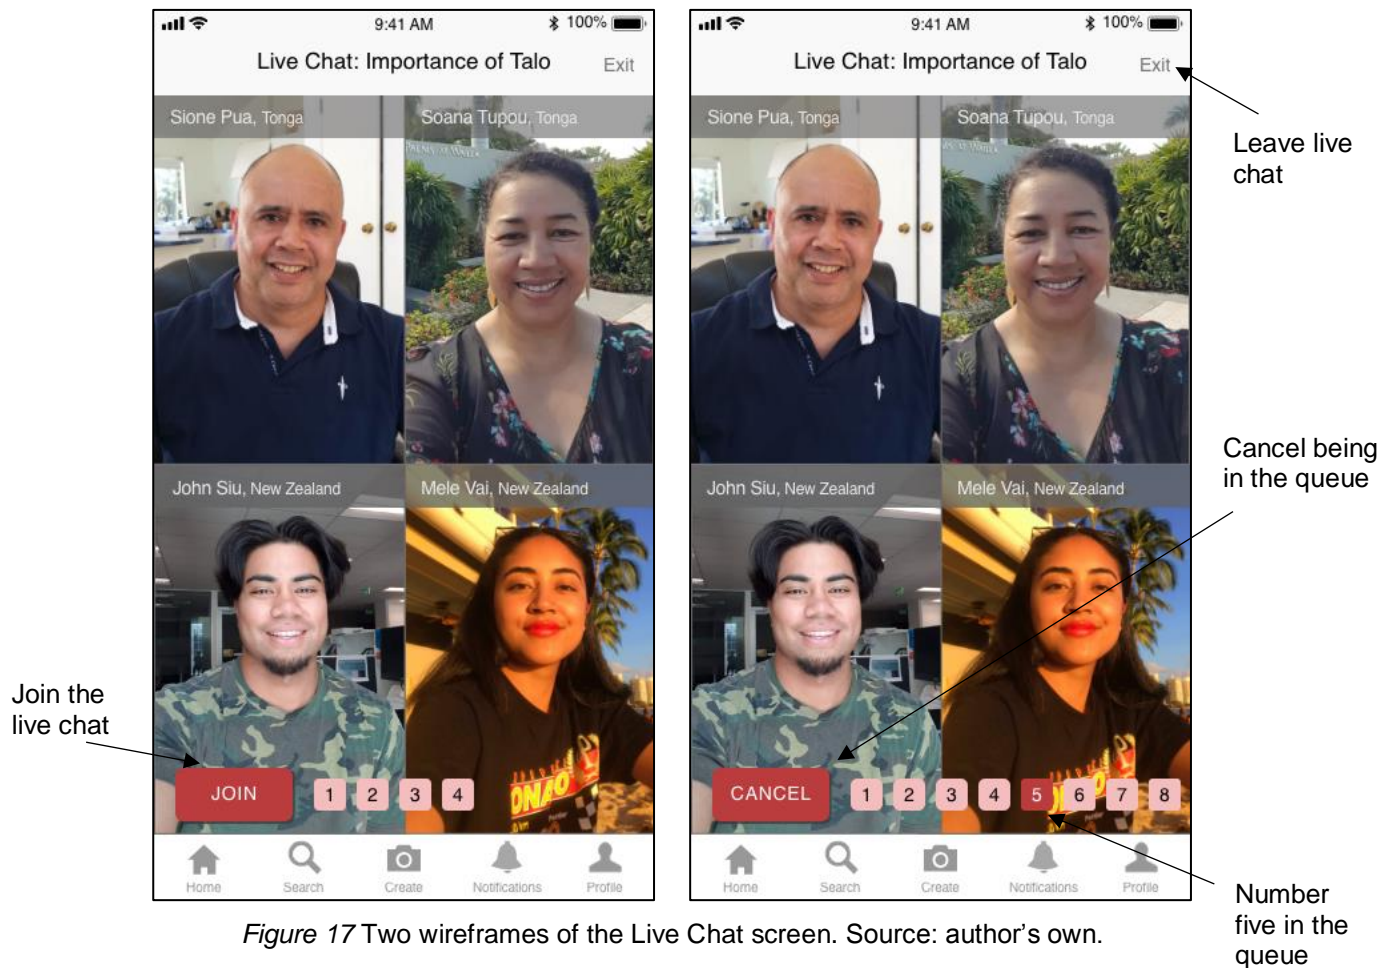 9:41 AM
100%
Live Chat: Importance of Talo
Exit
Sione Pua, Tonga
Soana Tupou, Tonga
John Siu, New Zealand
Mele Vai, New Zealand
JOIN
1 2 3 4
Home
Search
Create
Notifications
Profile
Join the
live chat
9:41 AM
100%
Live Chat: Importance of Talo
Exit
Sione Pua, Tonga
Soana Tupou, Tonga
John Siu, New Zealand
Mele Vai, New Zealand
CANCEL
1 2 3 4 5 6 7 8
Home
Search
Create
Notifications
Profile
Leave live
chat
Cancel being
in the queue
Number
five in the
queue
Figure 17 Two wireframes of the Live Chat screen. Source: author's own.